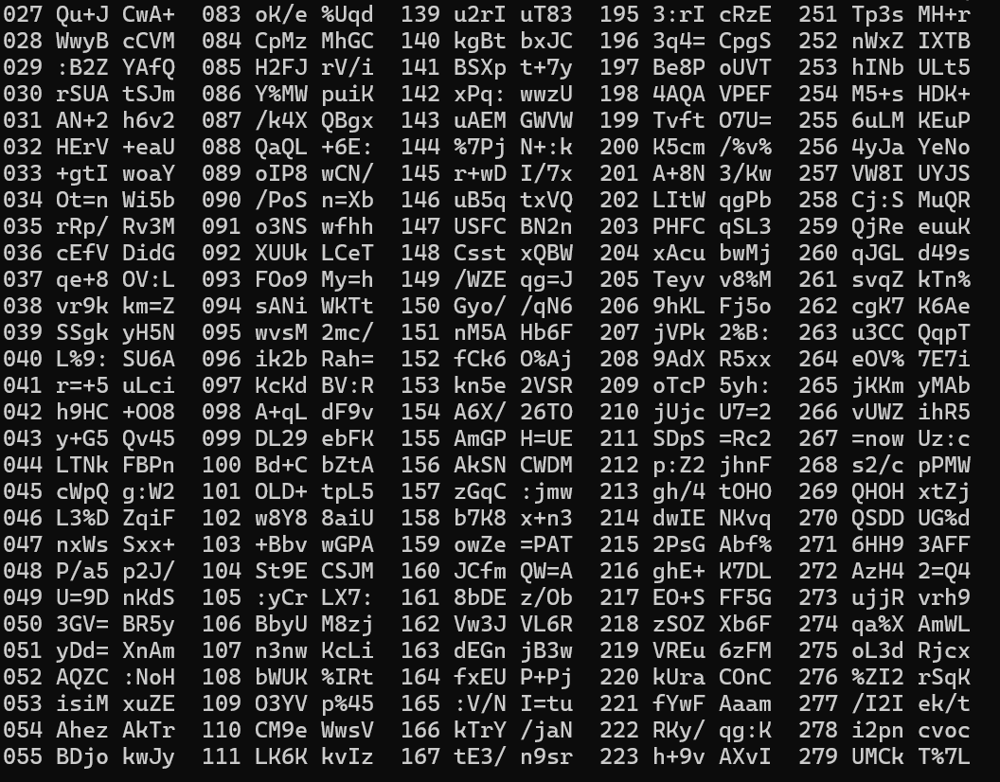 027 Qu+J CwA+  083 oK/e %Uqd  139 u2rI uT83  195 3:rI cRzE  251 Tp3s MH+r
028 WwyB cCVM  084 CpMz MhGC  140 kgBt bxJC  196 3q4= CpgS  252 nWxZ IXTB
029 :B2Z YAfQ  085 H2FJ rV/i  141 BSXp t+7y  197 Be8P oUVT  253 hINb ULt5
030 rSUA tSJm  086 Y%MW puiK  142 xPq: wwzU  198 4AQA VPEF  254 M5+s HDK+
031 AN+2 h6v2  087 /k4X QBgx  143 uAEM GWVW  199 Tvft O7U=  255 6uLM KEuP
032 HErV +eaU  088 QaQL +6E:  144 %7Pj N+:k  200 K5cm /%v%  256 4yJa YeNo
033 +gtI woaY  089 oIP8 wCN/  145 r+wD I/7x  201 A+8N 3/Kw  257 VW8I UYJS
034 Ot=n Wi5b  090 /PoS n=Xb  146 uB5q txVQ  202 LItW qgPb  258 Cj:S MuQR
035 rRp/ Rv3M  091 o3NS wfhh  147 USFC BN2n  203 PHFC qSL3  259 QjRe euuK
036 cEfV DidG  092 XUUk LCeT  148 Csst xQBW  204 xAcu bwMj  260 qJGL d49s
037 qe+8 OV:L  093 FOo9 My=h  149 /WZE qg=J  205 Teyv v8%M  261 svqZ kTn%
038 vr9k km=Z  094 sANi WKTt  150 Gyo/ /qN6  206 9hKL Fj5o  262 cgK7 K6Ae
039 SSgk yH5N  095 wvsM 2mc/  151 nM5A Hb6F  207 jVPk 2%B:  263 u3CC QqpT
040 L%9: SU6A  096 ik2b Rah=  152 fCk6 O%Aj  208 9AdX R5xx  264 eOV% 7E7i
041 r=+5 uLci  097 KcKd BV:R  153 kn5e 2VSR  209 oTcP 5yh:  265 jKKm yMAb
042 h9HC +OO8  098 A+qL dF9v  154 A6X/ 26TO  210 jUjc U7=2  266 vUWZ ihR5
043 y+G5 Qv45  099 DL29 ebFK  155 AmGP H=UE  211 SDpS =Rc2  267 =now Uz:c
044 LTNk FBPn  100 Bd+C bZtA  156 AkSN CWDM  212 p:Z2 jhnF  268 s2/c pPMW
045 cWpQ g:W2  101 OLD+ tpL5  157 zGqC :jmw  213 gh/4 tOHO  269 QHOH xtZj
046 L3%D ZqiF  102 w8Y8 8aiU  158 b7K8 x+n3  214 dwIE NKvq  270 QSDD UG%d
047 nxWs Sxx+  103 +Bbv wGPA  159 owZe =PAT  215 2PsG Abf%  271 6HH9 3AFF
048 P/a5 p2J/  104 St9E CSJM  160 JCfm QW=A  216 ghE+ K7DL  272 AzH4 2=Q4
049 U=9D nKdS  105 :yCr LX7:  161 8bDE z/Ob  217 EO+S FF5G  273 ujjR vrh9
050 3GV= BR5y  106 BbyU M8zj  162 Vw3J VL6R  218 zSOZ Xb6F  274 qa%X AmWL
051 yDd= XnAm  107 n3nw KcLi  163 dEGn jB3w  219 VREu 6zFM  275 oL3d Rjcx
052 AQZC :NoH  108 bWUK %IRt  164 fxEU P+Pj  220 kUra COnC  276 %ZI2 rSqK
053 isiM xuZE  109 O3YV p%45  165 :V/N I=tu  221 fYwF Aaam  277 /I2I ek/t
054 Ahez AkTr  110 CM9e WwsV  166 kTrY /jaN  222 RKy/ qg:K  278 i2pn cvoc
055 BDjo kwJy  111 LK6K kvIz  167 tE3/ n9sr  223 h+9v AXvI  279 UMCk T%7L